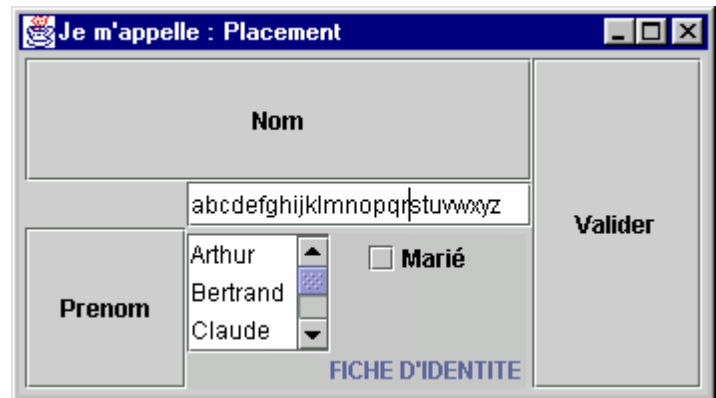 Je m'appelle : Placement
Nom
abcdefghijklmnopqrstuvwxyz
Valider
Prenom
Arthur
Bertrand
Claude
Marié
FICHE D'IDENTITE